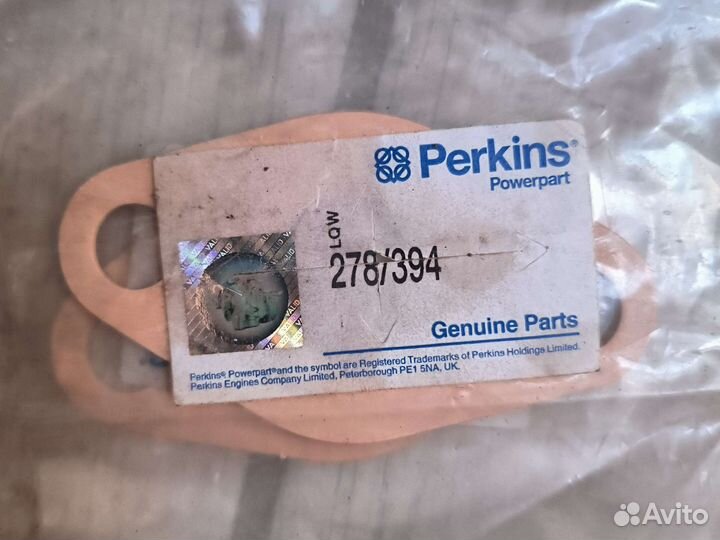 Perkins®
Powerpart
LQW
278/394
VALID
Genuine Parts
Perkins® Powerpart® and the symbol are Registered Trademarks of Perkins Holdings Limited.
Perkins Engines Company Limited, Peterborough PE1 5NA, UK.
Avito